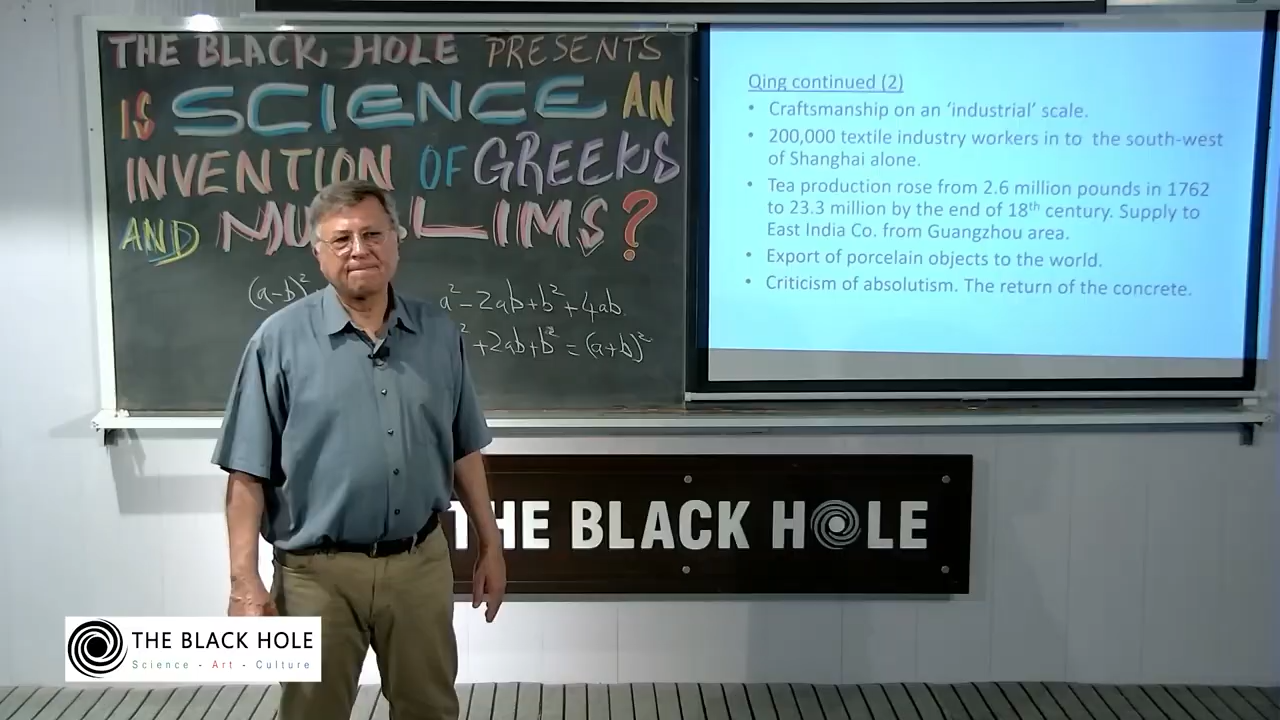 THE BLACK HOLE PRESENTS
IS SCIENCE AN
INVENTION OF GREEKS
AND MU LIMS?
(a-b)² a²-2ab+b²+4ab
² +2ab+b² = (a+b)²
Qing continued (2)
• Craftsmanship on an ‘industrial’ scale.
• 200,000 textile industry workers in to the south-west
of Shanghai alone.
• Tea production rose from 2.6 million pounds in 1762
to 23.3 million by the end of 18th century. Supply to
East India Co. from Guangzhou area.
• Export of porcelain objects to the world.
• Criticism of absolutism. The return of the concrete.
THE BLACK HOLE
THE BLACK HOLE
Science - Art - Culture